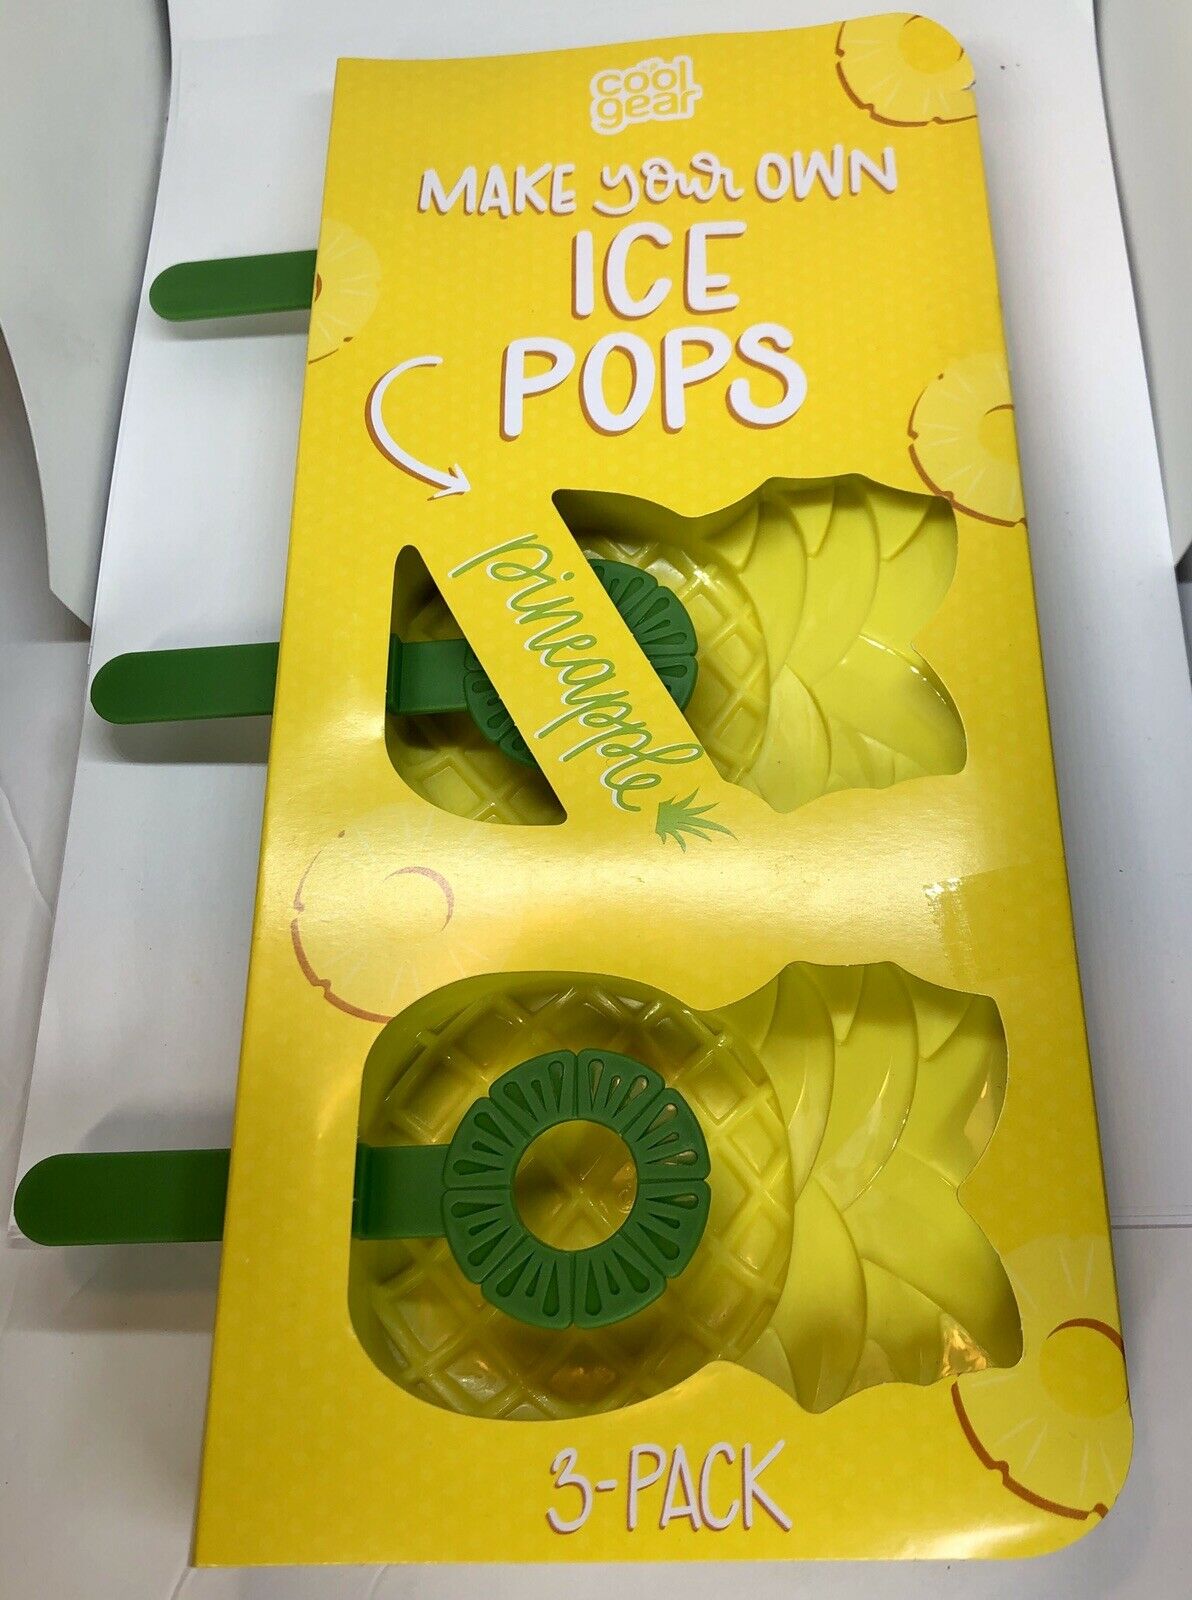 cool
gear
MAKE your OWN
ICE
POPS
pineapple
3-PACK